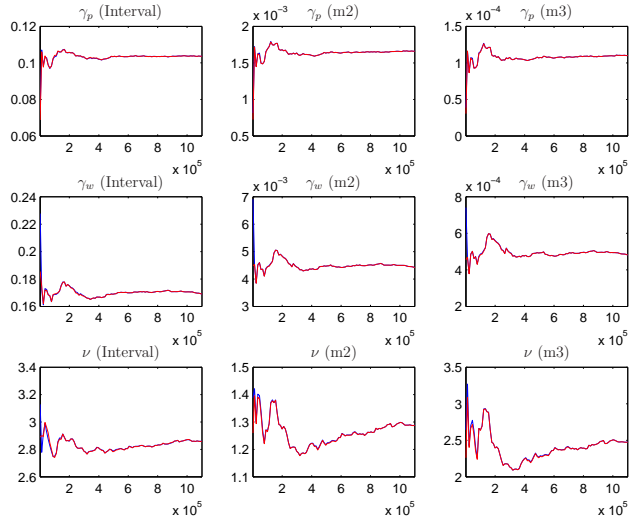 γ_p (Interval)
0.12
0.1
0.08
0.06
2 4 6 8 10
x 10^5
x 10^-3
γ_p (m2)
2
1.5
1
0.5
2 4 6 8 10
x 10^5
x 10^-4
γ_p (m3)
1.5
1
0.5
0
2 4 6 8 10
x 10^5
γ_w (Interval)
0.24
0.22
0.2
0.18
0.16
2 4 6 8 10
x 10^5
x 10^-3
γ_w (m2)
7
6
5
4
3
2 4 6 8 10
x 10^5
x 10^-4
γ_w (m3)
8
6
4
2
2 4 6 8 10
x 10^5
ν (Interval)
3.4
3.2
3
2.8
2.6
2 4 6 8 10
x 10^5
ν (m2)
1.5
1.4
1.3
1.2
1.1
2 4 6 8 10
x 10^5
ν (m3)
3.5
3
2.5
2
2 4 6 8 10
x 10^5